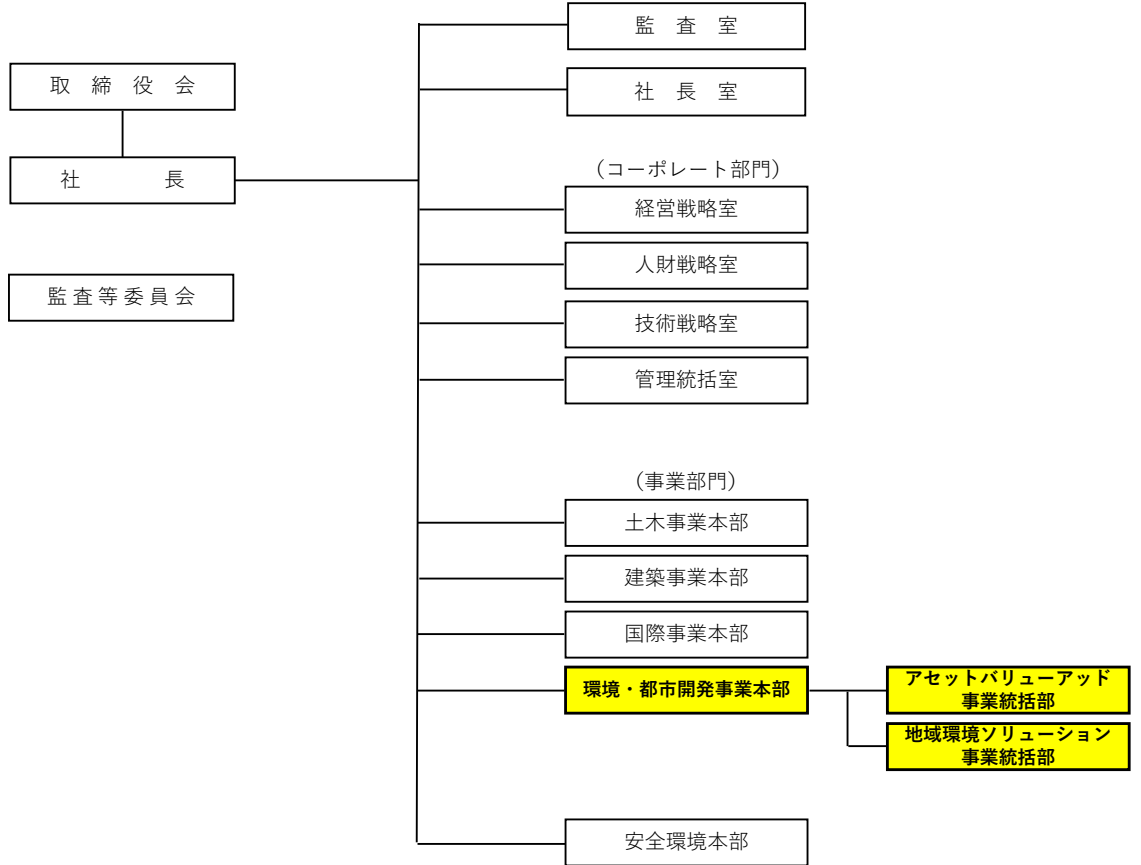 監 査 室
取 締 役 会
社 長 室
社 長
(コーポレート部門)
経営戦略室
人財戦略室
監査等委員会
技術戦略室
管理統括室
(事業部門)
土木事業本部
建築事業本部
国際事業本部
環境・都市開発事業本部
アセットバリューアッド
事業統括部
地域環境ソリューション
事業統括部
安全環境本部